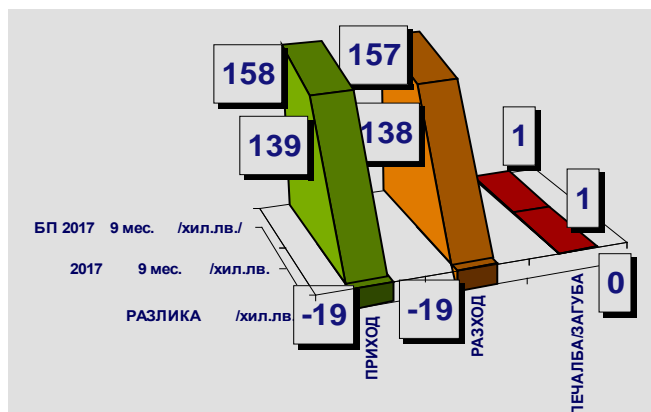 158
157
139
138
1
1
БП 2017 9 мес. /хил.лв./
2017 9 мес. /хил.лв.
РАЗЛИКА /хил.лв.
-19
-19
0
ПРИХОД
РАЗХОД
ПЕЧАЛБА/ЗАГУБА